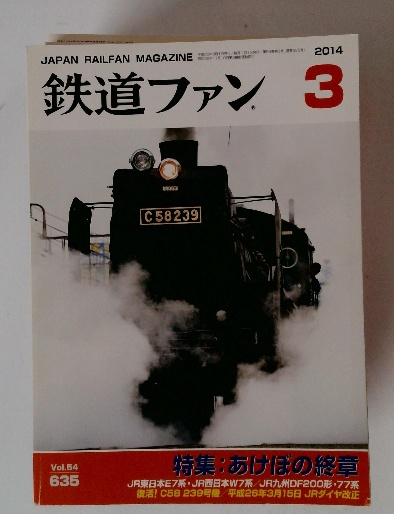 JAPAN RAILFAN MAGAZINE
2014
鉄道ファン
3
C58239
特集:あけぼの終章
Vol.54
635
JR東日本E7系・JR西日本W7系/JR九州DF200形・77系
復活! C58 239号機/平成26年3月15日 JRダイヤ改正